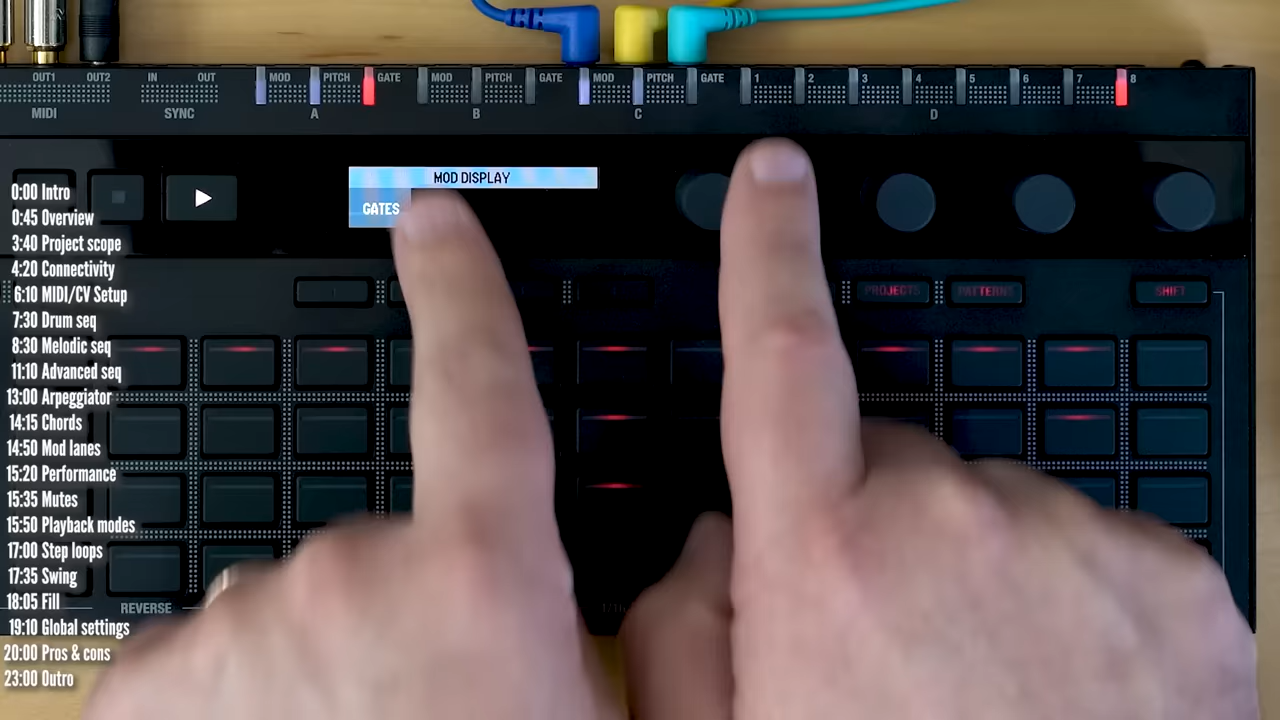 OUT1 OUT2 IN OUT MOD PITCH GATE MOD PITCH GATE MOD PITCH GATE 1 2 3 4 5 6 7 8
MIDI SYNC A B C D
MOD DISPLAY
GATES
0:00 Intro
0:45 Overview
3:40 Project scope
4:20 Connectivity
6:10 MIDI/CV Setup
7:30 Drum seq
8:30 Melodic seq
11:10 Advanced seq
13:00 Arpeggiator
14:15 Chords
14:50 Mod lanes
15:20 Performance
15:35 Mutes
15:50 Playback modes
17:00 Step loops
17:35 Swing
18:05 Fill
19:10 Global settings
20:00 Pros & cons
23:00 Outro
PROJECTS PATTERNS SHIFT
REVERSE